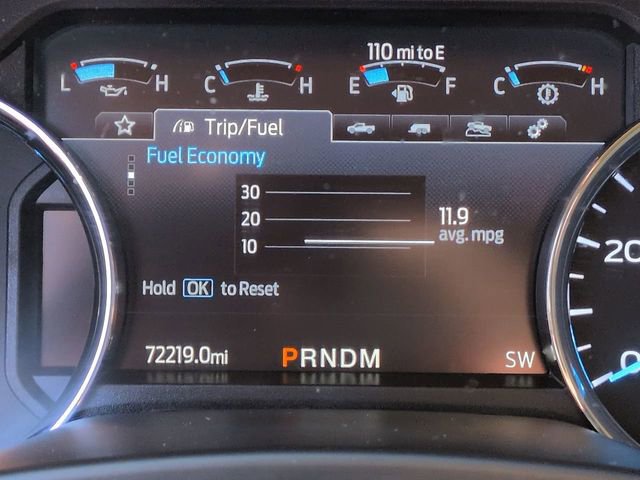 110 mi to E
L H C H E F C H
Trip/Fuel
Fuel Economy
30
20
10
11.9
avg. mpg
Hold OK to Reset
72219.0mi
PRNDM
SW
20
0